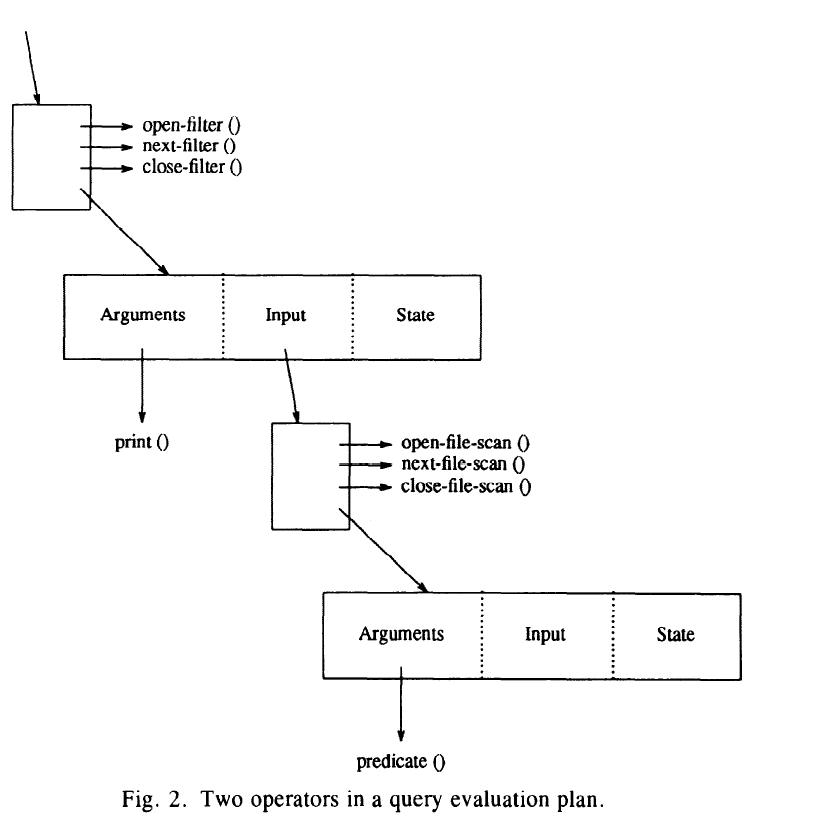 open-filter ()
next-filter ()
close-filter ()
Arguments Input State
print ()
open-file-scan ()
next-file-scan ()
close-file-scan ()
Arguments Input State
predicate ()
Fig. 2. Two operators in a query evaluation plan.